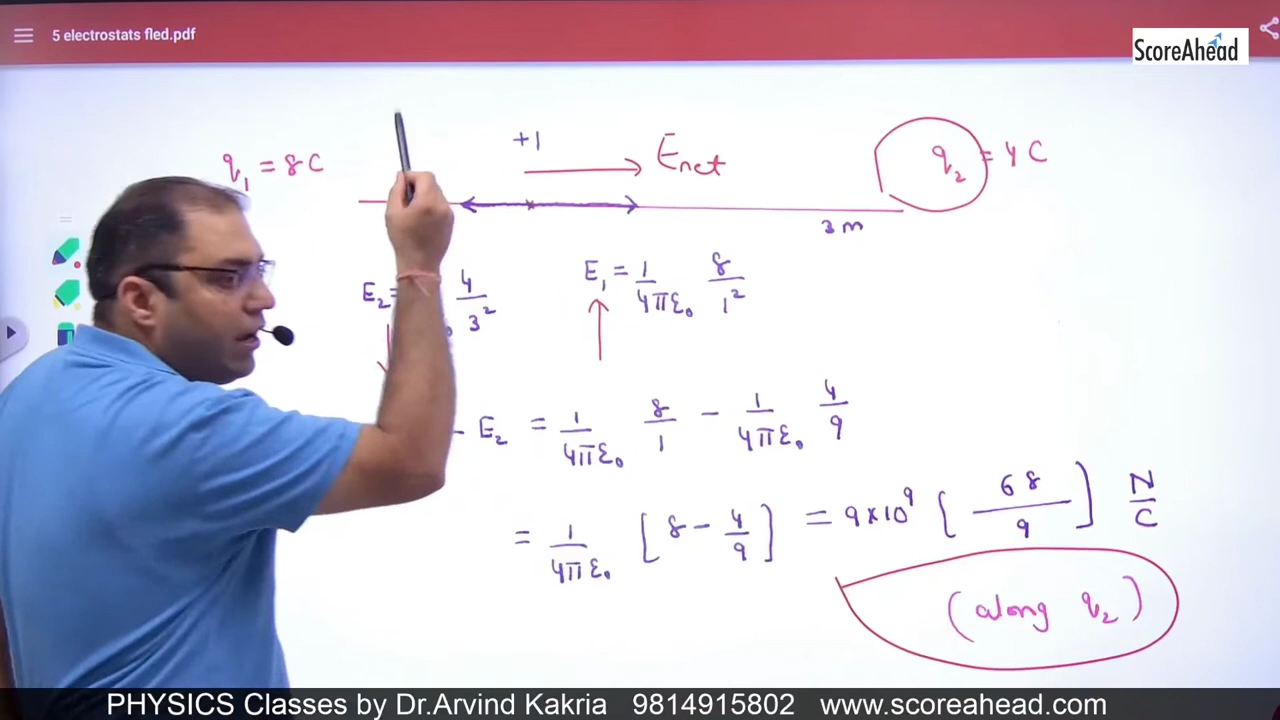 5 electrostats fled.pdf
ScoreAhead
q₁ = 8 C
+1
Enet
q₂ = 4 C
3 m
E₂ = 4/3²
E₁ = 1/4πε₀ 8/1²
- E₂ = 1/4πε₀ 8/1 - 1/4πε₀ 4/9
= 1/4πε₀ [8 - 4/9] = 9×10⁹ [68/9] N/C
(along q₂)
PHYSICS Classes by Dr.Arvind Kakria 9814915802 www.scoreahead.com